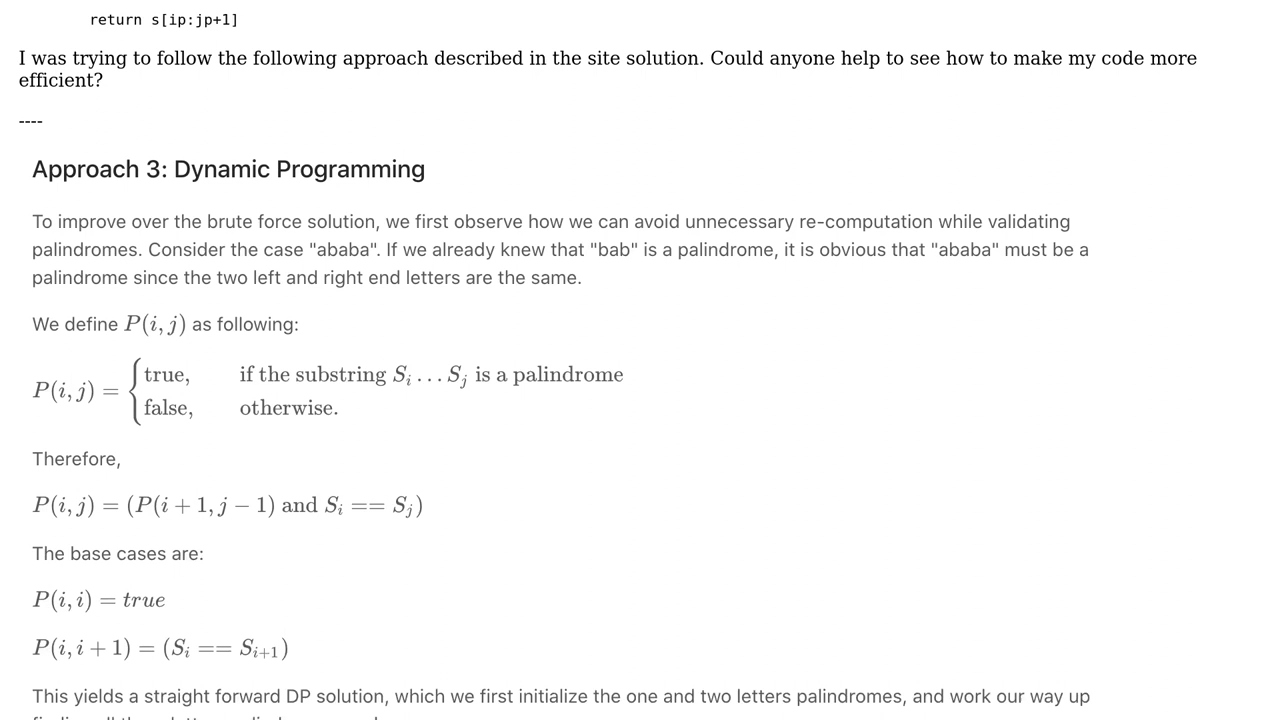 return s[ip:jp+1]
I was trying to follow the following approach described in the site solution. Could anyone help to see how to make my code more
efficient?
----
Approach 3: Dynamic Programming
To improve over the brute force solution, we first observe how we can avoid unnecessary re-computation while validating
palindromes. Consider the case "ababa". If we already knew that "bab" is a palindrome, it is obvious that "ababa" must be a
palindrome since the two left and right end letters are the same.
We define P(i, j) as following:
P(i, j) = { true, if the substring S_i ... S_j is a palindrome
false, otherwise.
Therefore,
P(i, j) = (P(i + 1, j − 1) and S_i == S_j)
The base cases are:
P(i, i) = true
P(i, i + 1) = (S_i == S_{i+1})
This yields a straight forward DP solution, which we first initialize the one and two letters palindromes, and work our way up